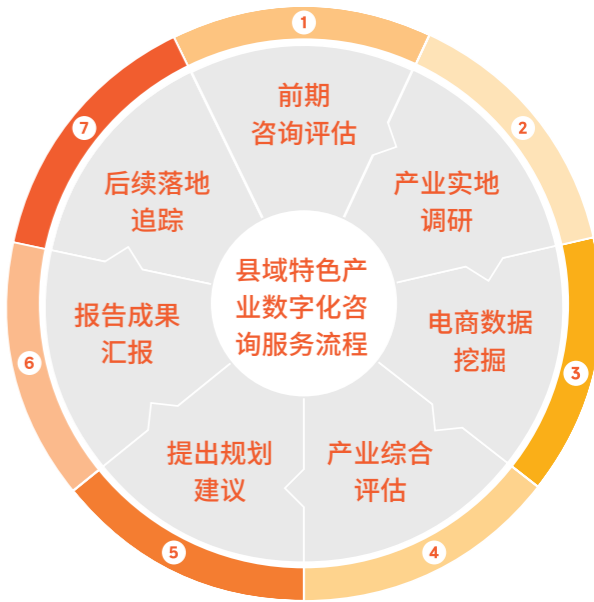 1
前期
咨询评估
2
产业实地
调研
3
电商数据
挖掘
4
产业综合
评估
5
提出规划
建议
6
报告成果
汇报
7
后续落地
追踪
县域特色产
业数字化咨
询服务流程